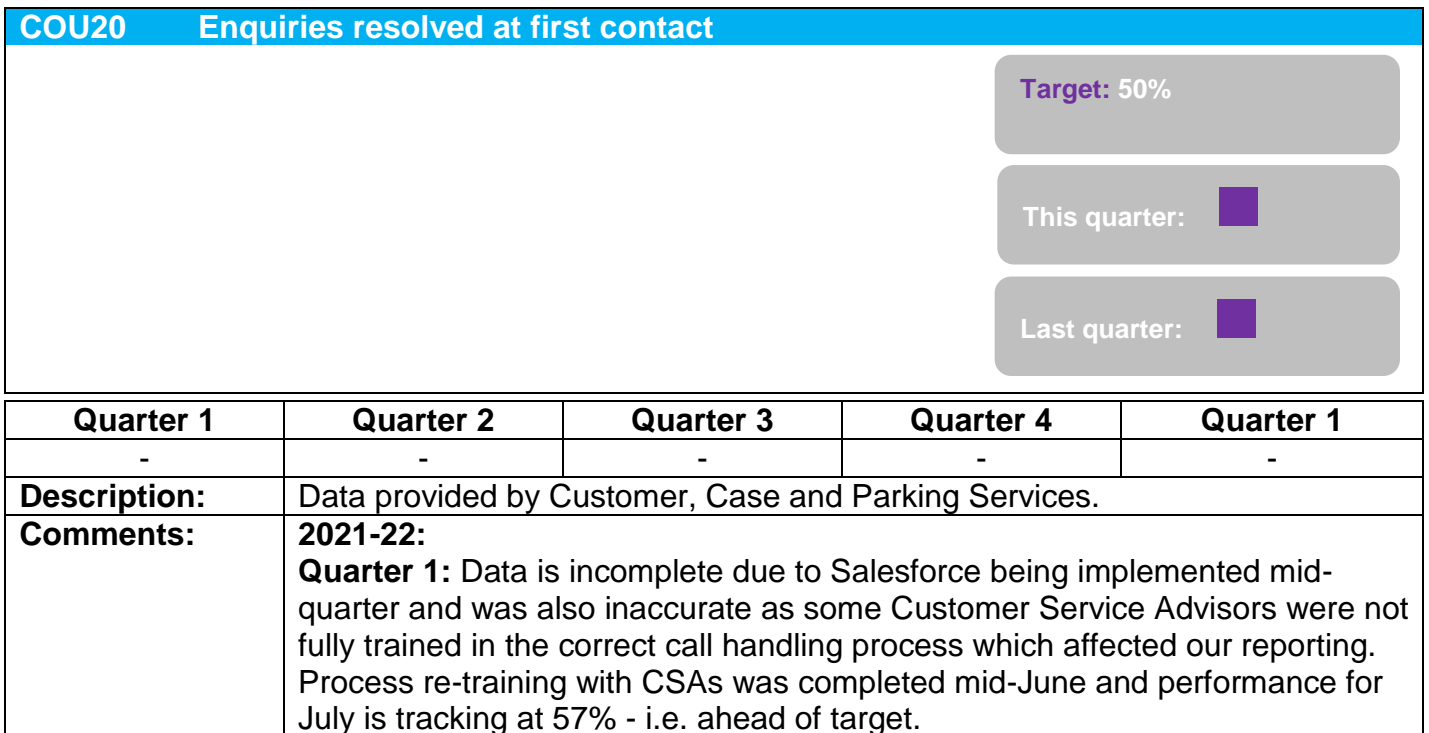 COU20 Enquiries resolved at first contact
Target: 50%
This quarter:
Last quarter:
Quarter 1 Quarter 2 Quarter 3 Quarter 4 Quarter 1
- - - - -
Description: Data provided by Customer, Case and Parking Services.
Comments: 2021-22:
Quarter 1: Data is incomplete due to Salesforce being implemented mid-
quarter and was also inaccurate as some Customer Service Advisors were not
fully trained in the correct call handling process which affected our reporting.
Process re-training with CSAs was completed mid-June and performance for
July is tracking at 57% - i.e. ahead of target.